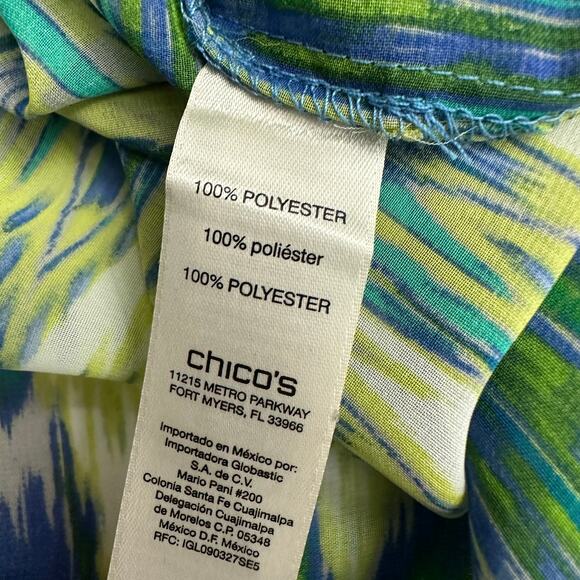 100% POLYESTER
100% poliéster
100% POLYESTER
chico's
11215 METRO PARKWAY
FORT MYERS, FL 33966
Importado en México por:
Importadora Globastic
S.A. de C.V.
Mario Pani #200
Colonia Santa Fe Cuajimalpa
Delegación Cuajimalpa
de Morelos C.P. 05348
México D.F. México
RFC: IGL090327SE5